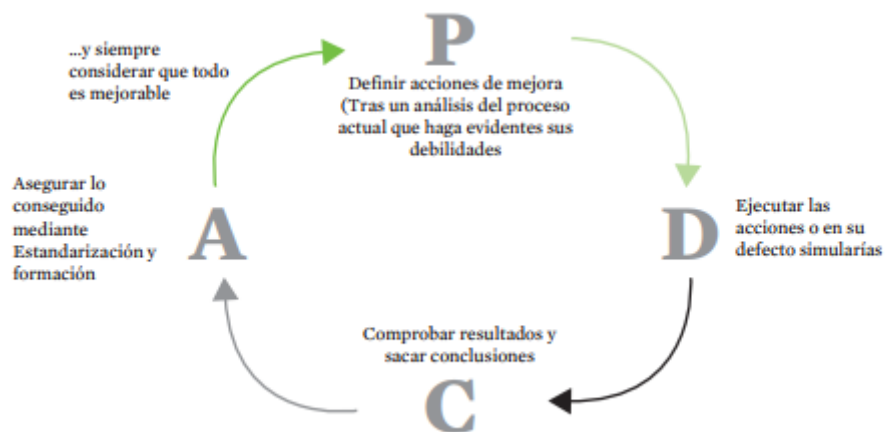 P
Definir acciones de mejora
(Tras un análisis del proceso
actual que haga evidentes sus
debilidades
D
Ejecutar las
acciones o en su
defecto simularías
Comprobar resultados y
sacar conclusiones
C
A
Asegurar lo
conseguido
mediante
Estandarización y
formación
...y siempre
considerar que todo
es mejorable